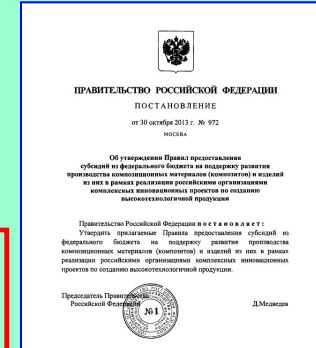 ПРАВИТЕЛЬСТВО РОССИЙСКОЙ ФЕДЕРАЦИИ
ПОСТАНОВЛЕНИЕ
от 30 октября 2013 г. № 972
МОСКВА
Об утверждении Правил предоставления
субсидий из федерального бюджета на поддержку развития
производства композиционных материалов (композитов) и изделий
из них в рамках реализации российскими организациями
комплексных инновационных проектов по созданию
высокотехнологичной продукции
Правительство Российской Федерации постановляет:
Утвердить прилагаемые Правила предоставления субсидий из
федерального бюджета на поддержку развития производства
композиционных материалов (композитов) и изделий из них в рамках
реализации российскими организациями комплексных инновационных
проектов по созданию высокотехнологичной продукции.
Председатель Правительства
Российской Федерации Д.Медведев
№1